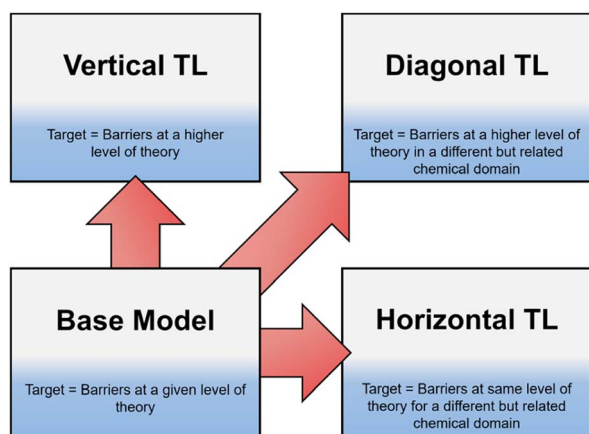 Vertical TL
Target = Barriers at a higher
level of theory
Diagonal TL
Target = Barriers at a higher level of
theory in a different but related
chemical domain
Base Model
Target = Barriers at a given level of
theory
Horizontal TL
Target = Barriers at same level of
theory for a different but related
chemical domain